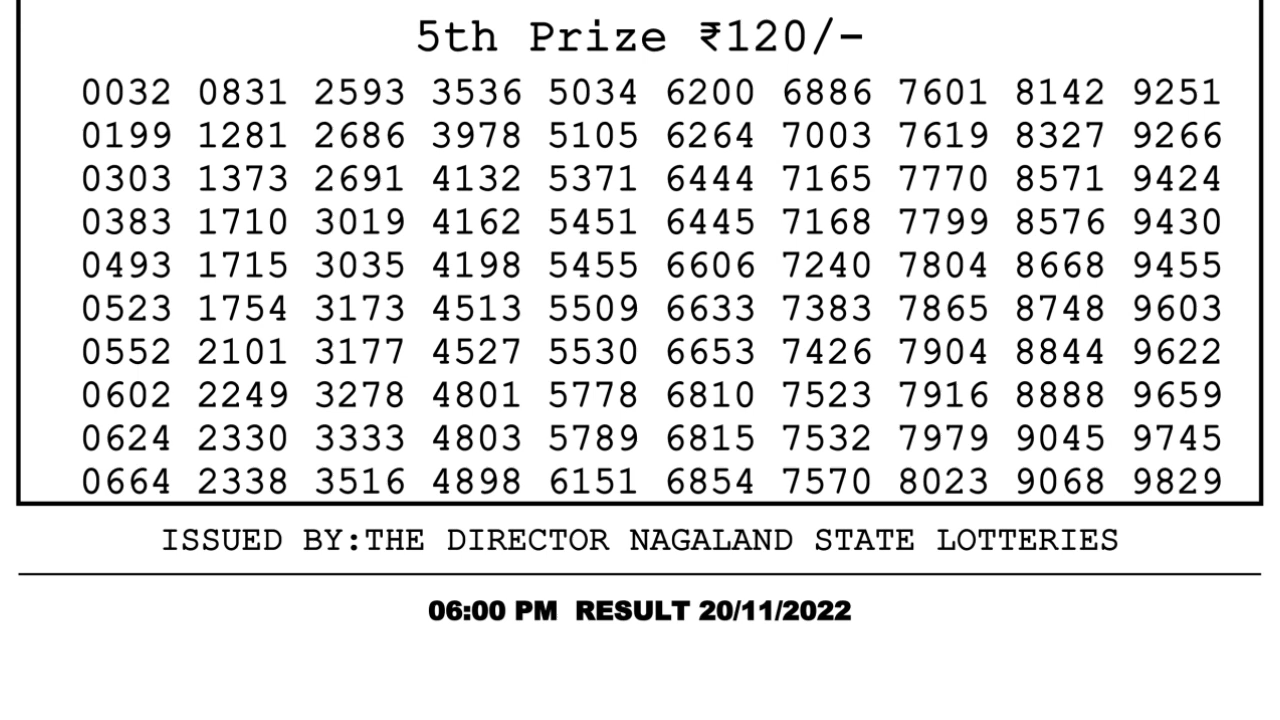 5th Prize ₹120/-
0032 0831 2593 3536 5034 6200 6886 7601 8142 9251
0199 1281 2686 3978 5105 6264 7003 7619 8327 9266
0303 1373 2691 4132 5371 6444 7165 7770 8571 9424
0383 1710 3019 4162 5451 6445 7168 7799 8576 9430
0493 1715 3035 4198 5455 6606 7240 7804 8668 9455
0523 1754 3173 4513 5509 6633 7383 7865 8748 9603
0552 2101 3177 4527 5530 6653 7426 7904 8844 9622
0602 2249 3278 4801 5778 6810 7523 7916 8888 9659
0624 2330 3333 4803 5789 6815 7532 7979 9045 9745
0664 2338 3516 4898 6151 6854 7570 8023 9068 9829
ISSUED BY:THE DIRECTOR NAGALAND STATE LOTTERIES
06:00 PM RESULT 20/11/2022